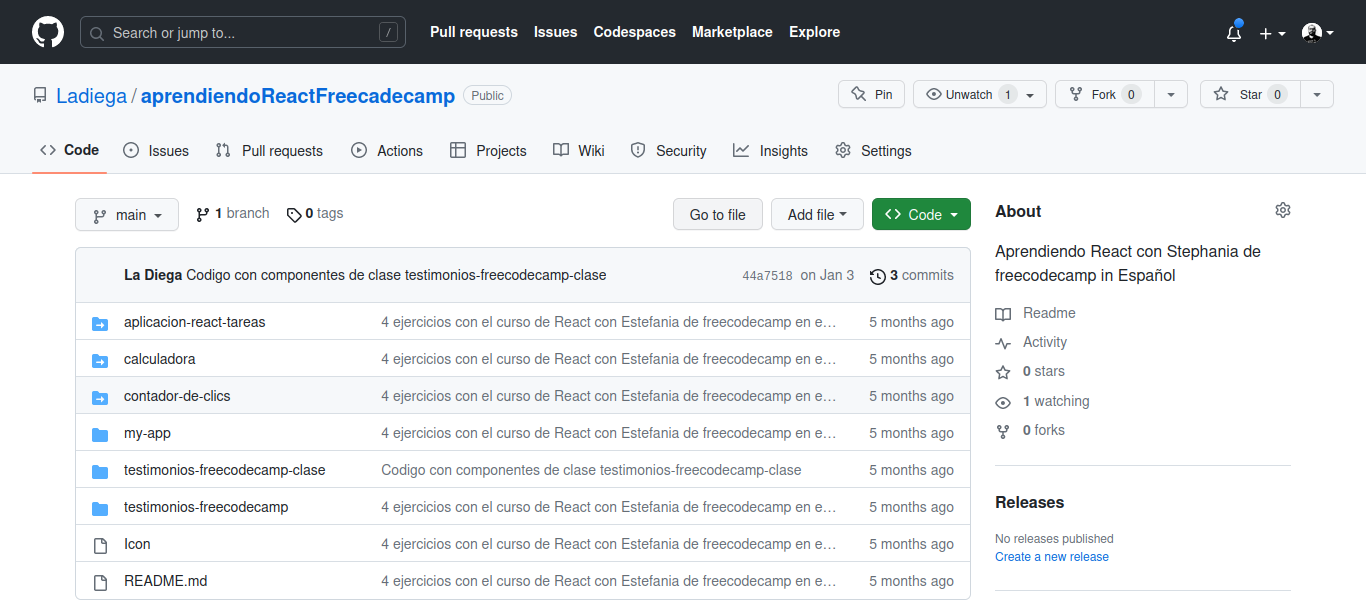 Search or jump to... / Pull requests Issues Codespaces Marketplace Explore
Ladiega / aprendiendoReactFreecadecamp Public Pin Unwatch 1 Fork 0 Star 0
Code Issues Pull requests Actions Projects Wiki Security Insights Settings
main 1 branch 0 tags Go to file Add file Code
La Diega Codigo con componentes de clase testimonios-freecodecamp-clase 44a7518 on Jan 3 3 commits
aplicacion-react-tareas 4 ejercicios con el curso de React con Estefania de freecodecamp en e… 5 months ago
calculadora 4 ejercicios con el curso de React con Estefania de freecodecamp en e… 5 months ago
contador-de-clics 4 ejercicios con el curso de React con Estefania de freecodecamp en e… 5 months ago
my-app 4 ejercicios con el curso de React con Estefania de freecodecamp en e… 5 months ago
testimonios-freecodecamp-clase Codigo con componentes de clase testimonios-freecodecamp-clase 5 months ago
testimonios-freecodecamp 4 ejercicios con el curso de React con Estefania de freecodecamp en e… 5 months ago
Icon 4 ejercicios con el curso de React con Estefania de freecodecamp en e… 5 months ago
README.md 4 ejercicios con el curso de React con Estefania de freecodecamp en e… 5 months ago
About
Aprendiendo React con Stephania de
freecodecamp in Español
Readme
Activity
0 stars
1 watching
0 forks
Releases
No releases published
Create a new release